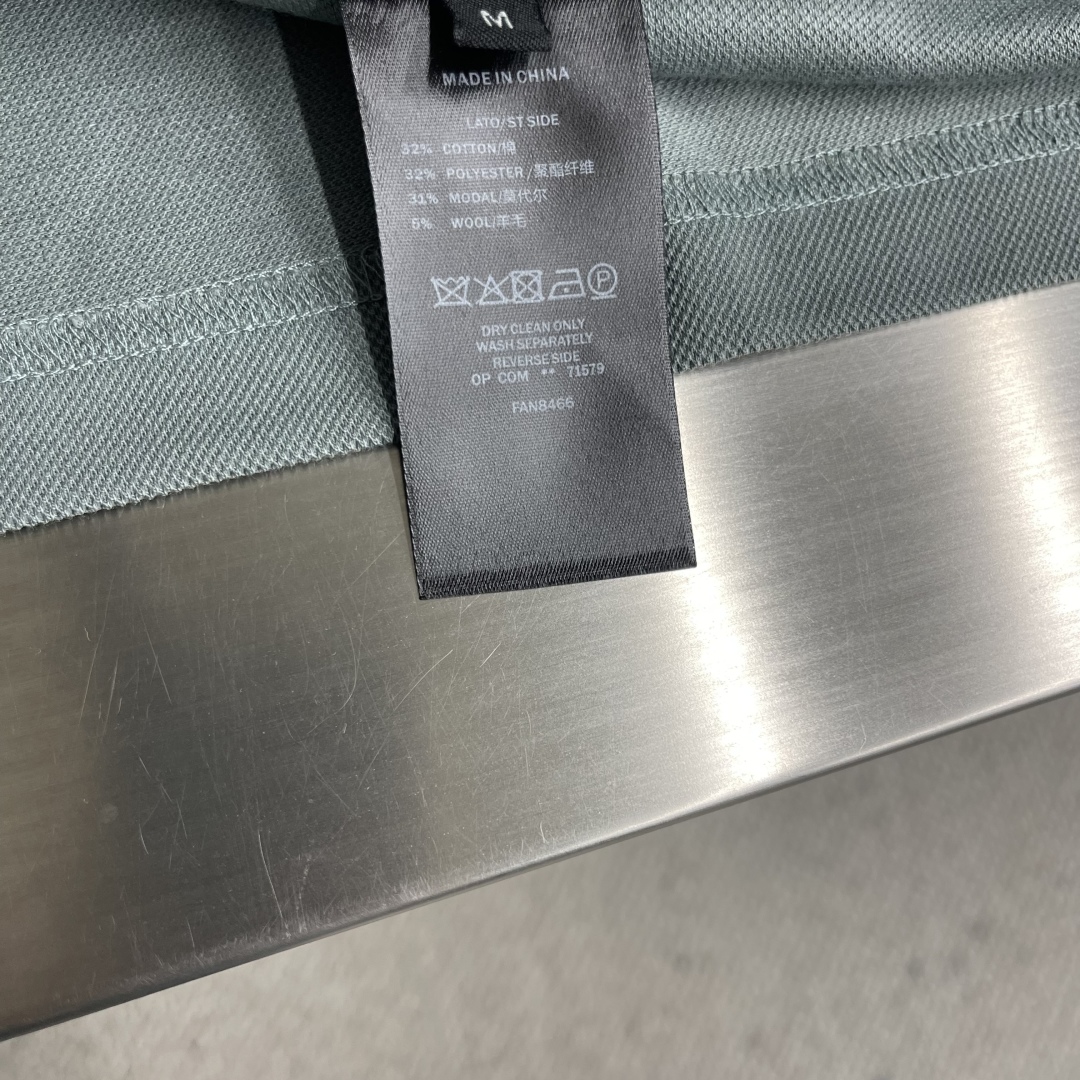 M
MADE IN CHINA
LATO/ST SIDE
32% COTTON/棉
32% POLYESTER/聚酯纤维
31% MODAL/莫代尔
5% WOOL/羊毛
P
DRY CLEAN ONLY
WASH SEPARATELY
REVERSE SIDE
OP COM ** 71579
FAN8466